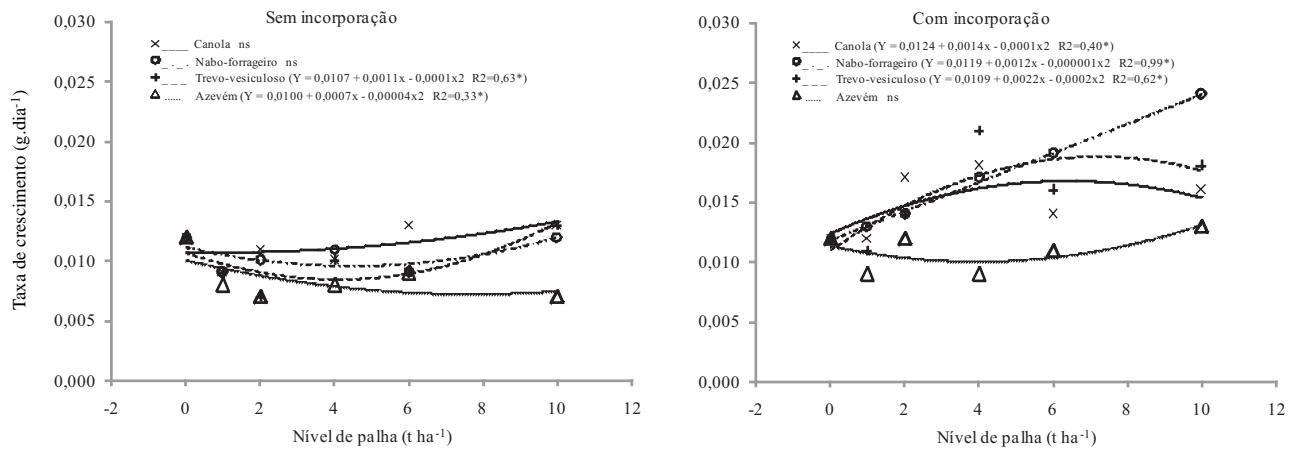 Sem incorporação
Canola ns
Nabo-forrageiro ns
Trevo-vesiculoso (Y = 0,0107 + 0,0011x - 0,0001x2 R2=0,63*)
Azevém (Y = 0,0100 + 0,0007x - 0,00004x2 R2=0,33*)
Taxa de crescimento (g.dia-1)
0,030
0,025
0,020
0,015
0,010
0,005
0,000
-2 0 2 4 6 8 10 12
Nível de palha (t ha-1)
Com incorporação
Canola (Y = 0,0124 + 0,0014x - 0,0001x2 R2=0,40*)
Nabo-forrageiro (Y = 0,0119 + 0,0012x - 0,000001x2 R2=0,99*)
Trevo-vesiculoso (Y = 0,0109 + 0,0022x - 0,0002x2 R2=0,62*)
Azevém ns
0,030
0,025
0,020
0,015
0,010
0,005
0,000
-2 0 2 4 6 8 10 12
Nível de palha (t ha-1)